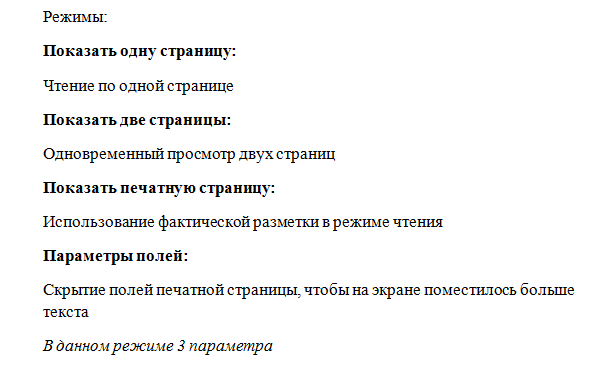 Режимы:
Показать одну страницу:
Чтение по одной странице
Показать две страницы:
Одновременный просмотр двух страниц
Показать печатную страницу:
Использование фактической разметки в режиме чтения
Параметры полей:
Скрытие полей печатной страницы, чтобы на экране поместилось больше
текста
В данном режиме 3 параметра